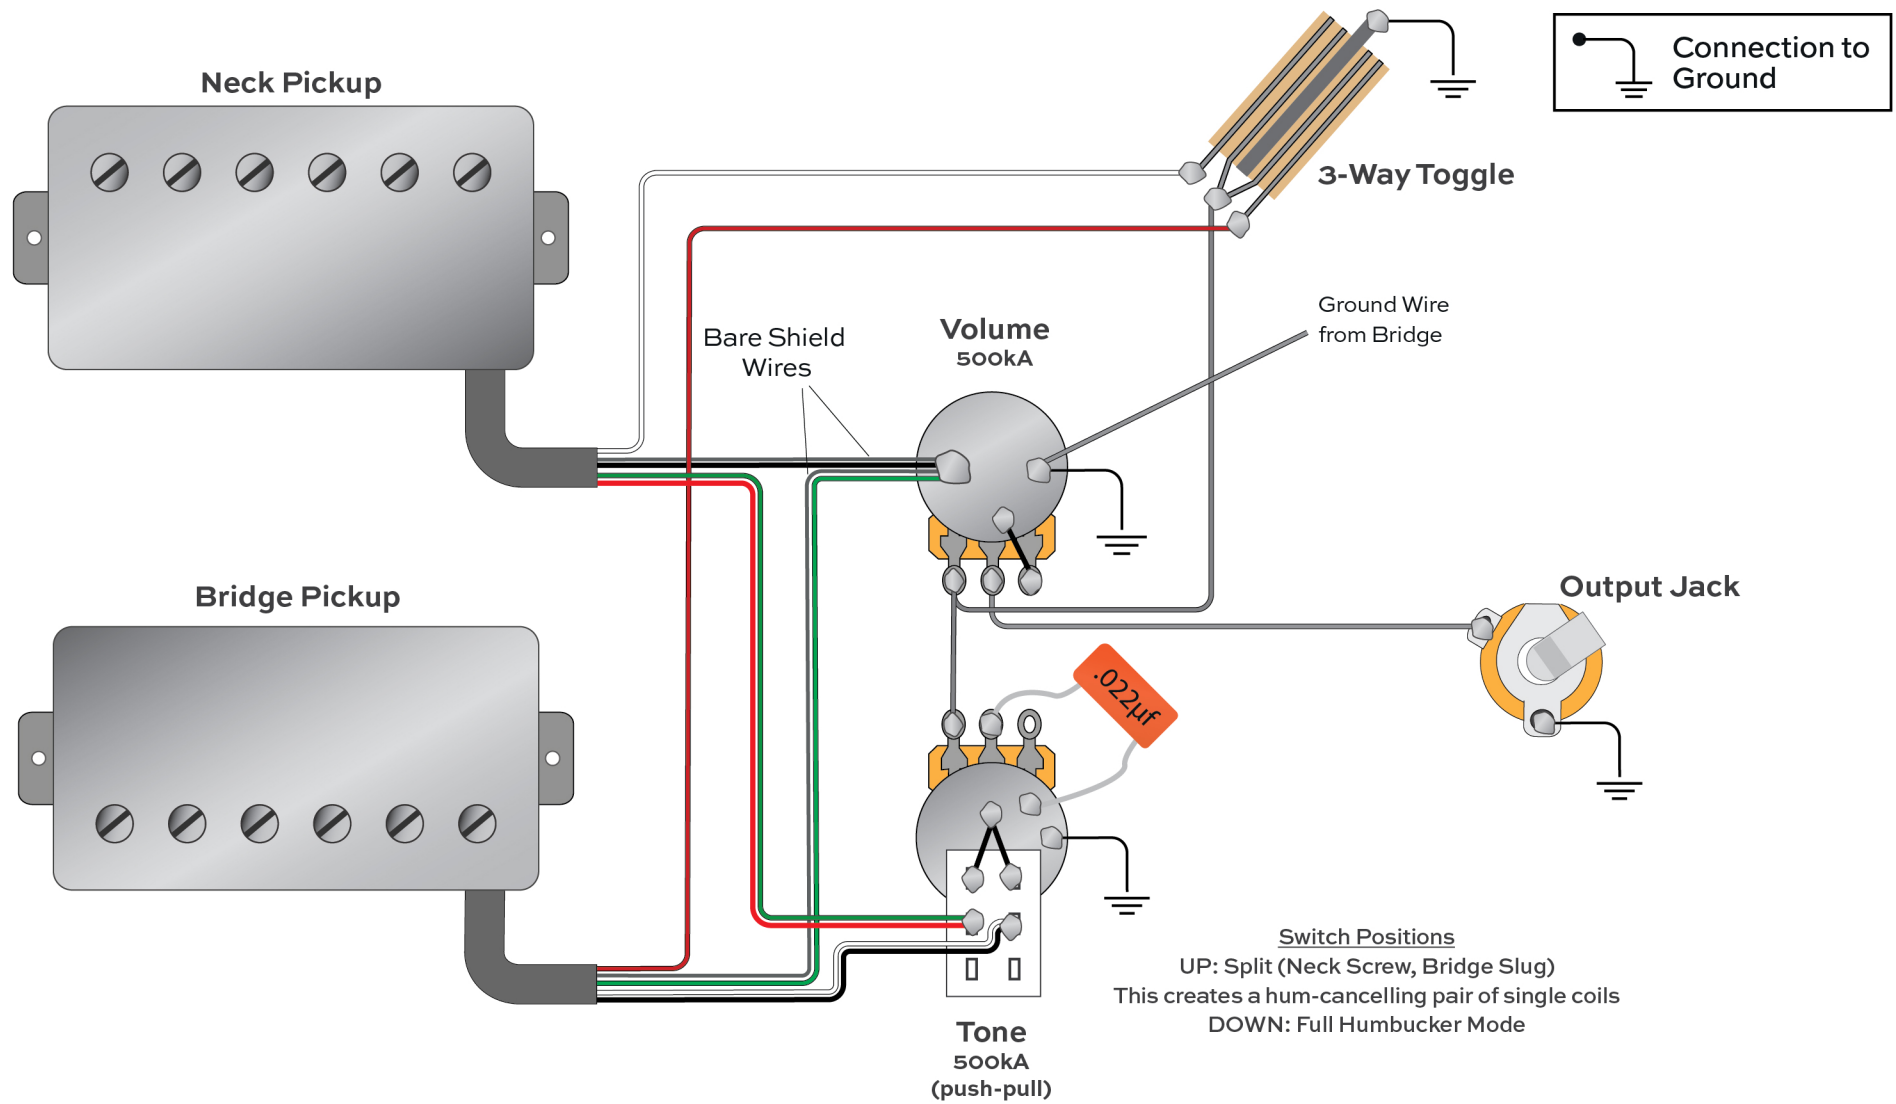 Neck Pickup
Connection to
Ground
3-Way Toggle
Ground Wire
from Bridge
Bare Shield
Wires
Volume
500kA
Bridge Pickup
Output Jack
.022µf
Switch Positions
UP: Split (Neck Screw, Bridge Slug)
This creates a hum-cancelling pair of single coils
DOWN: Full Humbucker Mode
Tone
500kA
(push-pull)